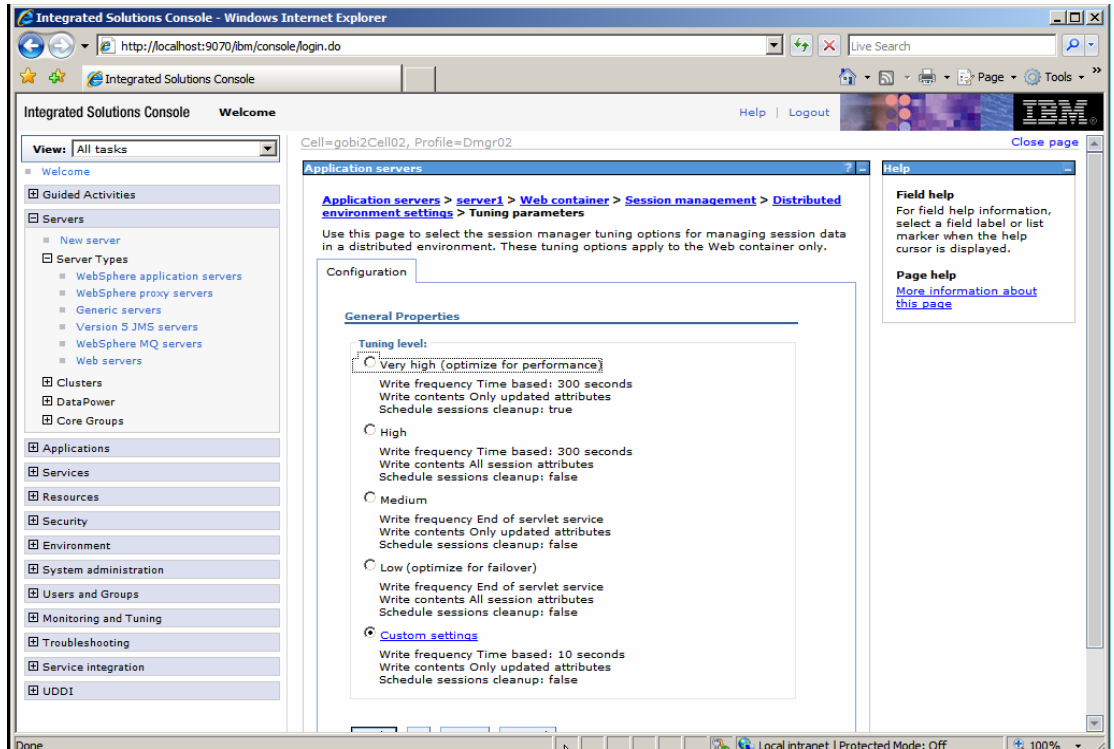 Integrated Solutions Console - Windows Internet Explorer
http://localhost:9070/ibm/console/login.do
Live Search
Integrated Solutions Console
Page
Tools
Integrated Solutions Console Welcome
Help | Logout
IBM
View: All tasks
Welcome
Guided Activities
Servers
New server
Server Types
WebSphere application servers
WebSphere proxy servers
Generic servers
Version 5 JMS servers
WebSphere MQ servers
Web servers
Clusters
DataPower
Core Groups
Applications
Services
Resources
Security
Environment
System administration
Users and Groups
Monitoring and Tuning
Troubleshooting
Service integration
UDDI
Cell=gobi2Cell02, Profile=Dmgr02
Close page
Application servers
Application servers > server1 > Web container > Session management > Distributed
environment settings > Tuning parameters
Use this page to select the session manager tuning options for managing session data
in a distributed environment. These tuning options apply to the Web container only.
Configuration
General Properties
Tuning level:
Very high (optimize for performance)
Write frequency Time based: 300 seconds
Write contents Only updated attributes
Schedule sessions cleanup: true
High
Write frequency Time based: 300 seconds
Write contents All session attributes
Schedule sessions cleanup: false
Medium
Write frequency End of servlet service
Write contents Only updated attributes
Schedule sessions cleanup: false
Low (optimize for failover)
Write frequency End of servlet service
Write contents All session attributes
Schedule sessions cleanup: false
Custom settings
Write frequency Time based: 10 seconds
Write contents Only updated attributes
Schedule sessions cleanup: false
Help
Field help
For field help information,
select a field label or list
marker when the help
cursor is displayed.
Page help
More information about
this page
Done
Local intranet | Protected Mode: Off
100%